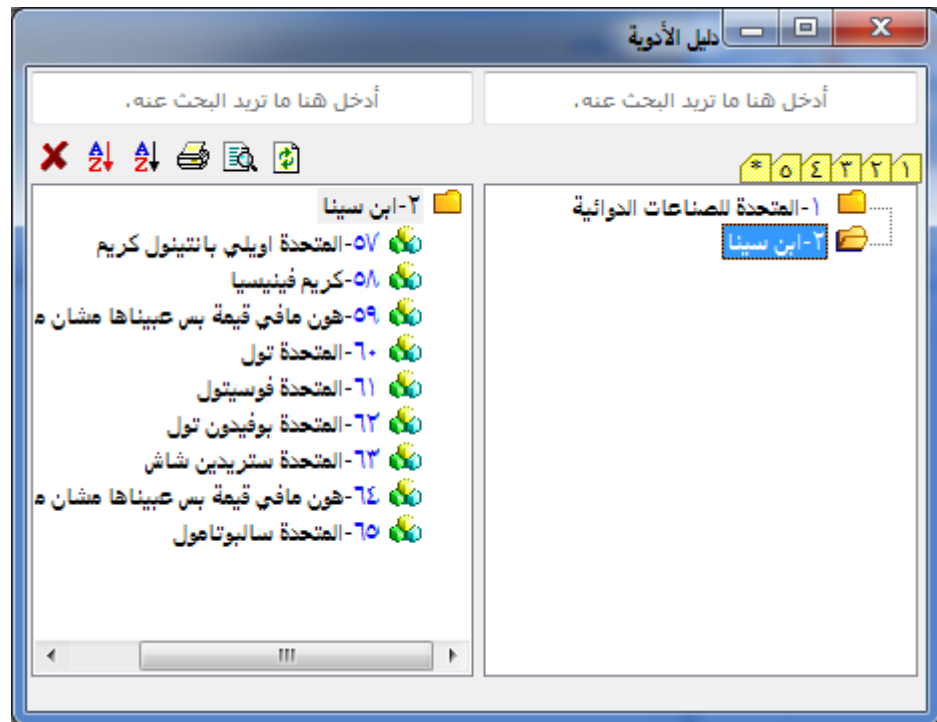 دليل الأدوية
أدخل هنا ما تريد البحث عنه.
أدخل هنا ما تريد البحث عنه.
١ ٢ ٣ ٤ ٥ *
١-المتحدة للصناعات الدوائية
٢-ابن سينا
٢-ابن سينا
٥٧-المتحدة اويلي بانتينول كريم
٥٨-كريم فينيسيا
٥٩-هون مافي قيمة بس عبيناها مشان م
٦٠-المتحدة تول
٦١-المتحدة فوسيتول
٦٢-المتحدة بوفيدون تول
٦٣-المتحدة ستريدين شاش
٦٤-هون مافي قيمة بس عبيناها مشان م
٦٥-المتحدة سالبوتامول